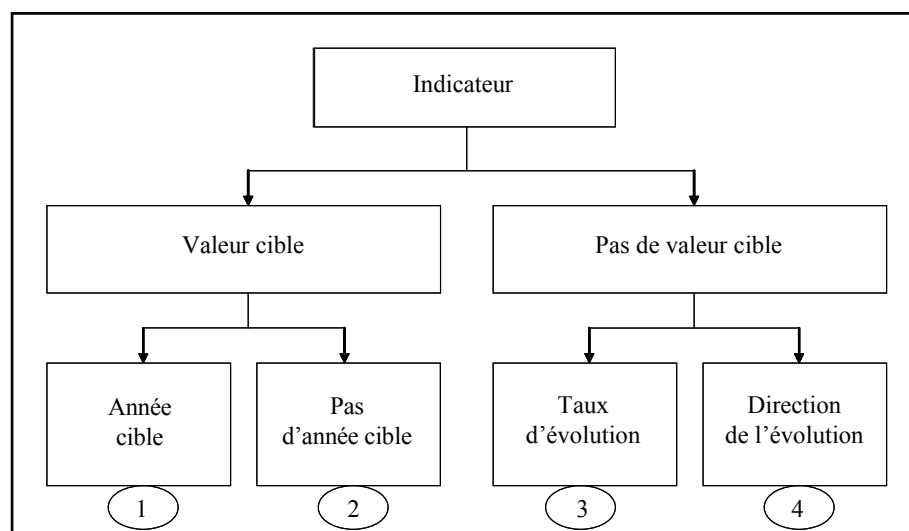 Indicateur
Valeur cible
Pas de valeur cible
Année
cible
Pas
d'année cible
Taux
d'évolution
Direction
de l'évolution
1
2
3
4